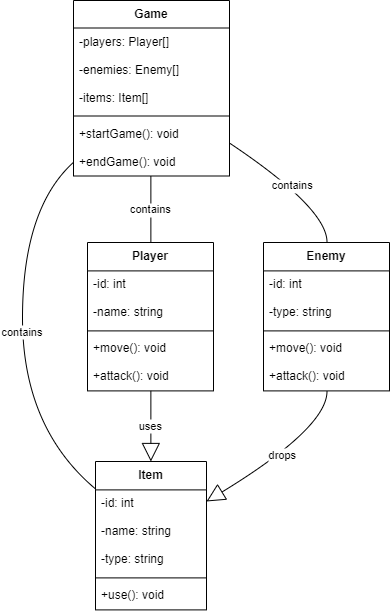 Game
-players: Player[]
-enemies: Enemy[]
-items: Item[]
+startGame(): void
+endGame(): void
contains
contains
contains
Player
-id: int
-name: string
+move(): void
+attack(): void
Enemy
-id: int
-type: string
+move(): void
+attack(): void
uses
drops
Item
-id: int
-name: string
-type: string
+use(): void